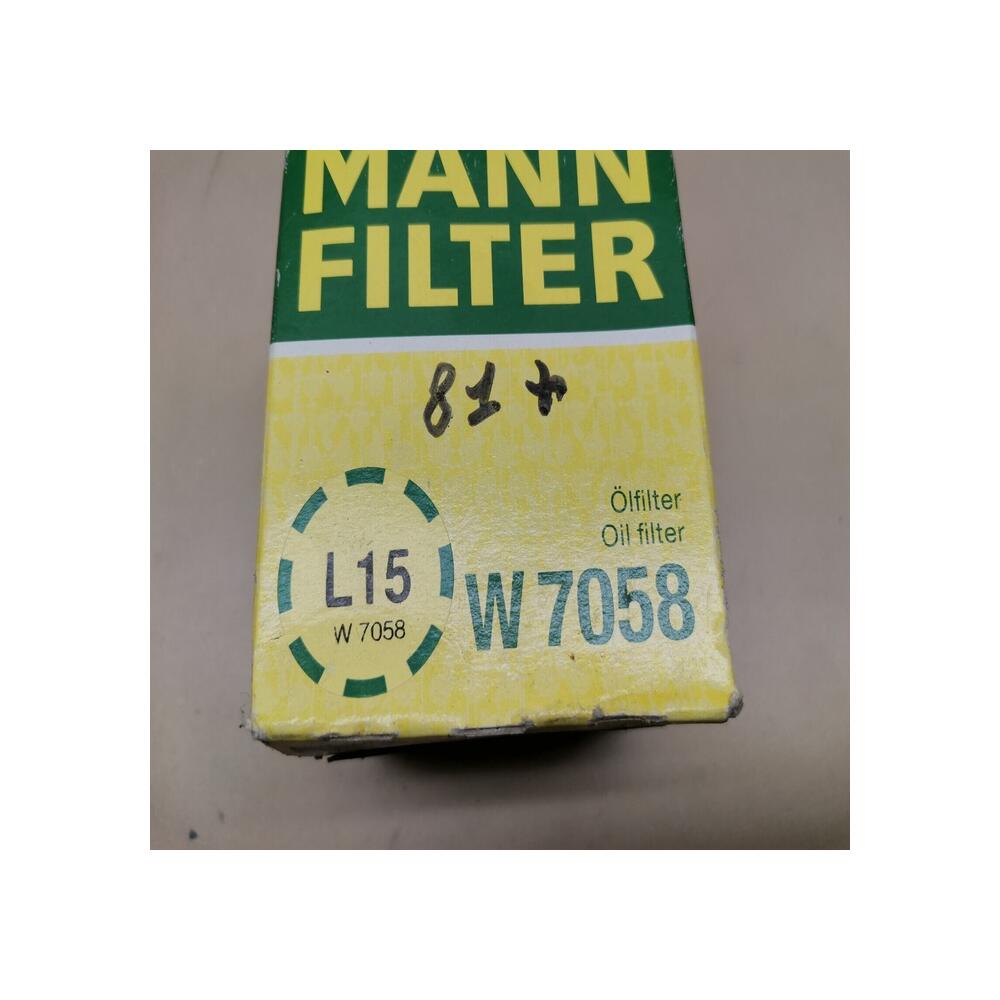 MANN
FILTER
81
Ölfilter
Oil filter
L15
W 7058
W 7058